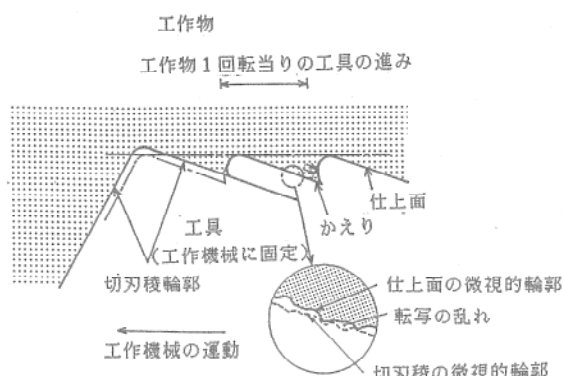 工作物
工作物1回転当りの工具の進み
仕上面
かえり
工具
(工作機械に固定)
切刃稜輪郭
仕上面の微視的輪郭
転写の乱れ
工作機械の運動
切刃稜の微視的輪郭